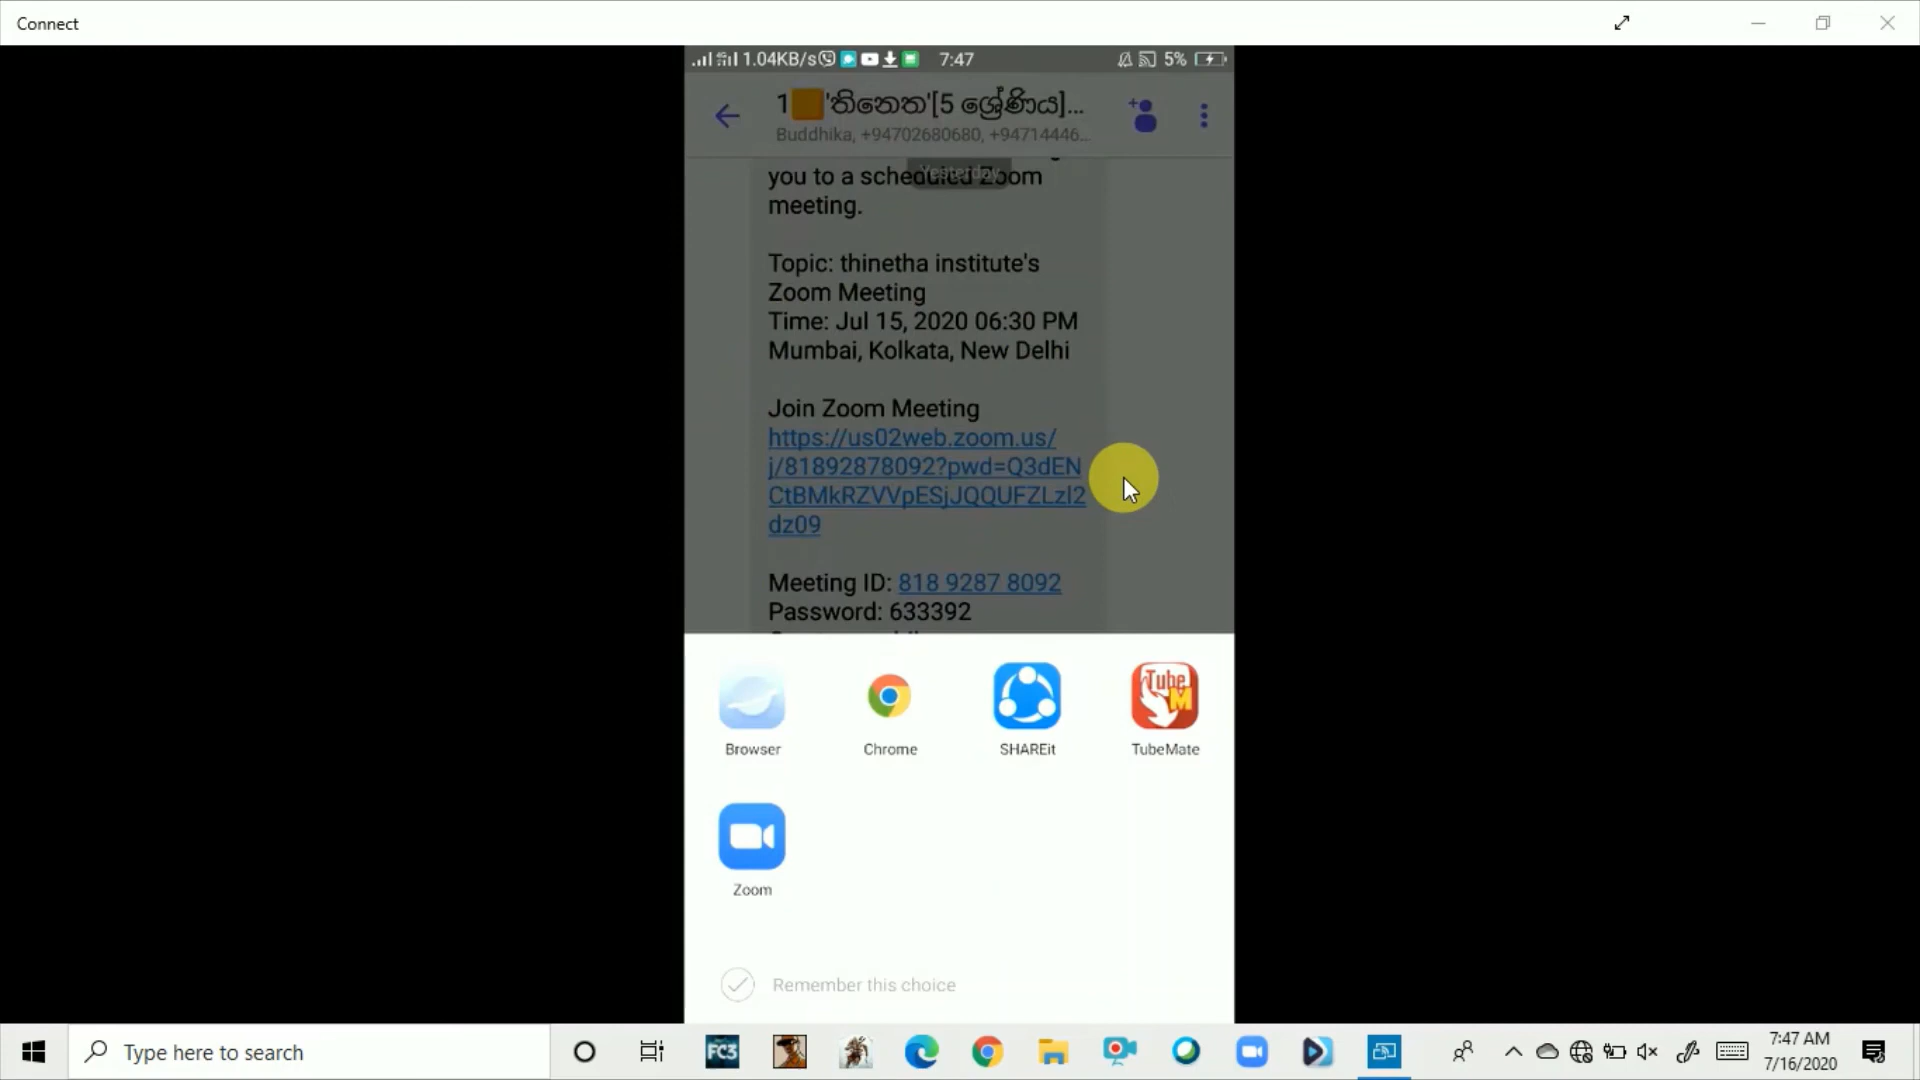 Connect
1.04KB/s
7:47
5%
1🟧'තිනෙත'[5 ශ්‍රේණිය]...
Buddhika, +94702680680, +94714446...
Yesterday
you to a scheduled Zoom
meeting.
Topic: thinetha institute's
Zoom Meeting
Time: Jul 15, 2020 06:30 PM
Mumbai, Kolkata, New Delhi
Join Zoom Meeting
https://us02web.zoom.us/
j/81892878092?pwd=Q3dEN
CtBMkRZVVpESjJQQUFZLzl2
dz09
Meeting ID: 818 9287 8092
Password: 633392
Browser
Chrome
SHAREit
TubeMate
Zoom
Remember this choice
Type here to search
FC3
7:47 AM
7/16/2020